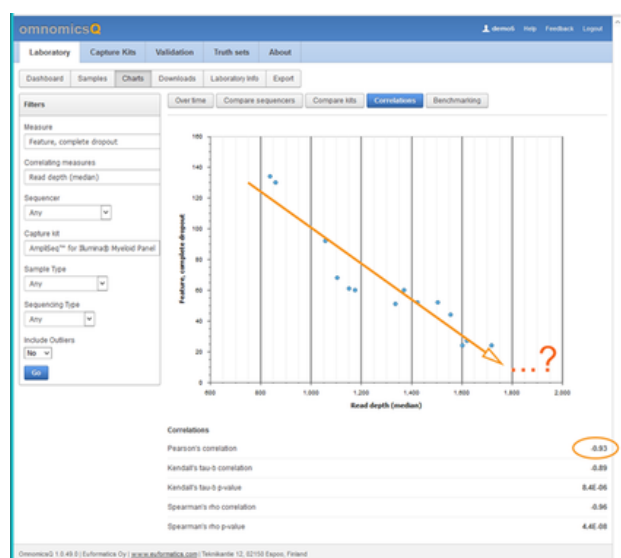 omnomicsQ
demo6 Help Feedback Logout
Laboratory Capture Kits Validation Truth sets About
Dashboard Samples Charts Downloads Laboratory info Export
Filters
Over time Compare sequencers Compare kits Correlations Benchmarking
Measure
Feature, complete dropout
Correlating measures
Read depth (median)
Sequencer
Any
Capture kit
AmpliSeq™ for Illumina® Myeloid Panel
Sample Type
Any
Sequencing Type
Any
Include Outliers
No
Go
160
140
120
100
80
60
40
20
0
Feature, complete dropout
...?
600 800 1,000 1,200 1,400 1,600 1,800 2,000
Read depth (median)
Correlations
Pearson's correlation -0.93
Kendall's tau-b correlation -0.89
Kendall's tau-b p-value 8.4E-06
Spearman's rho correlation -0.96
Spearman's rho p-value 4.4E-08
OmnomicsQ 1.0.49.0 | Euformatics Oy | www.euformatics.com | Tekniikantie 12, 02150 Espoo, Finland